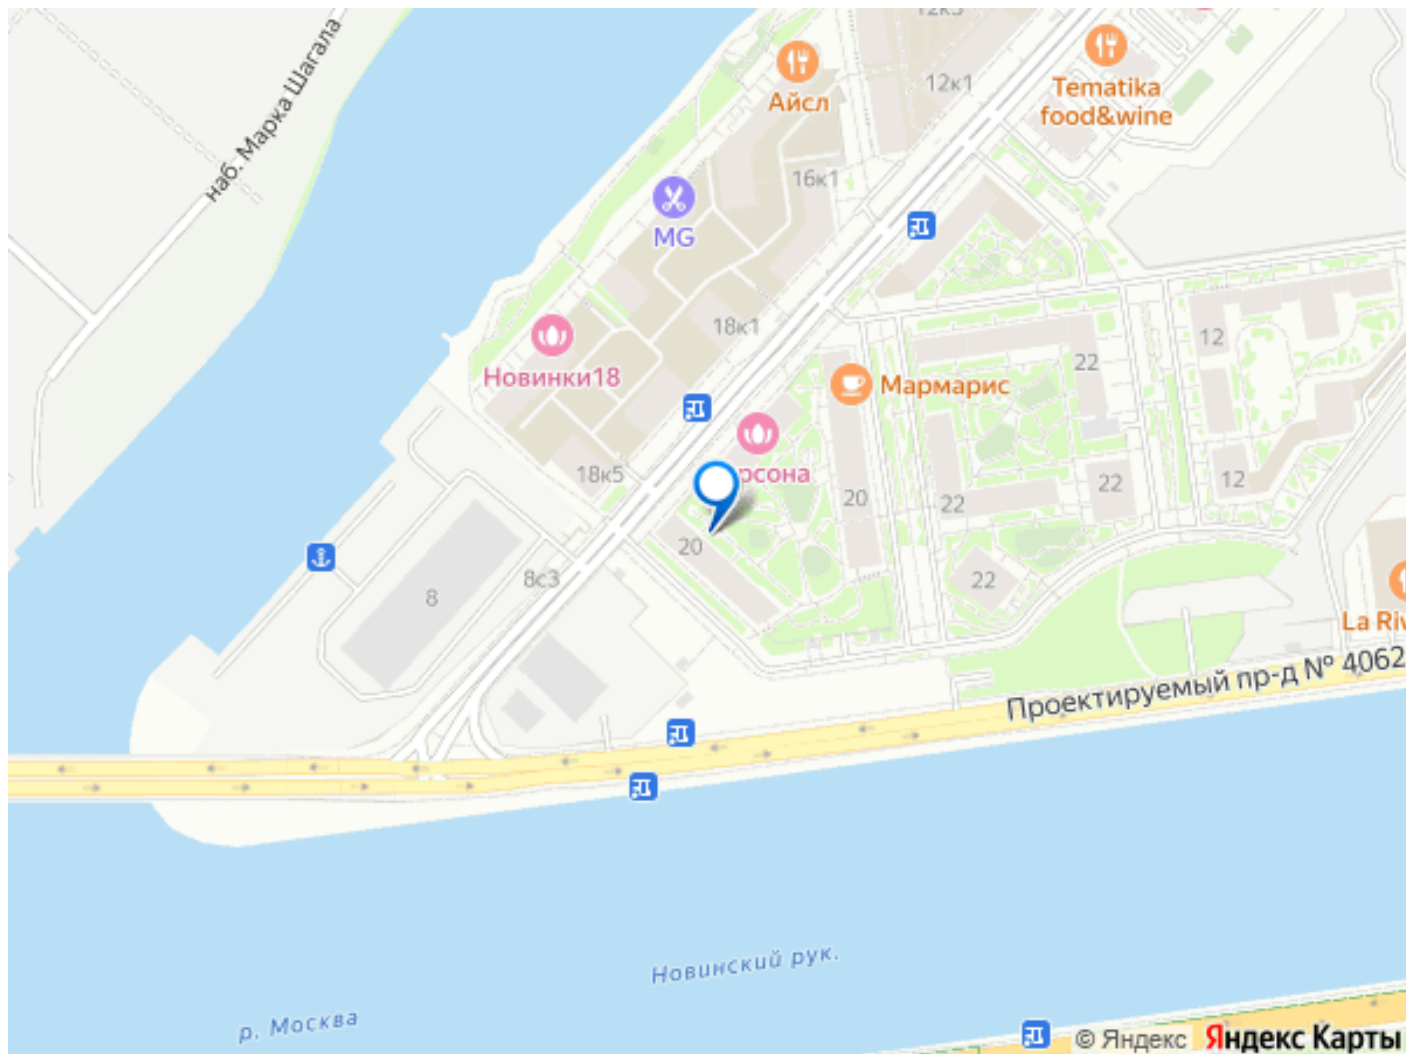 12к3
наб. Марка Шагала
Айсл
12к1
Tematika
food&wine
16к1
MG
18к1
12
22
Новинки18
Мармарис
18к5
рсона
20
22
22
12
20
8с3
8
22
La Riv
Проектируемый пр-д № 4062
Новинский рук.
р. Москва
© Яндекс Яндекс Карты